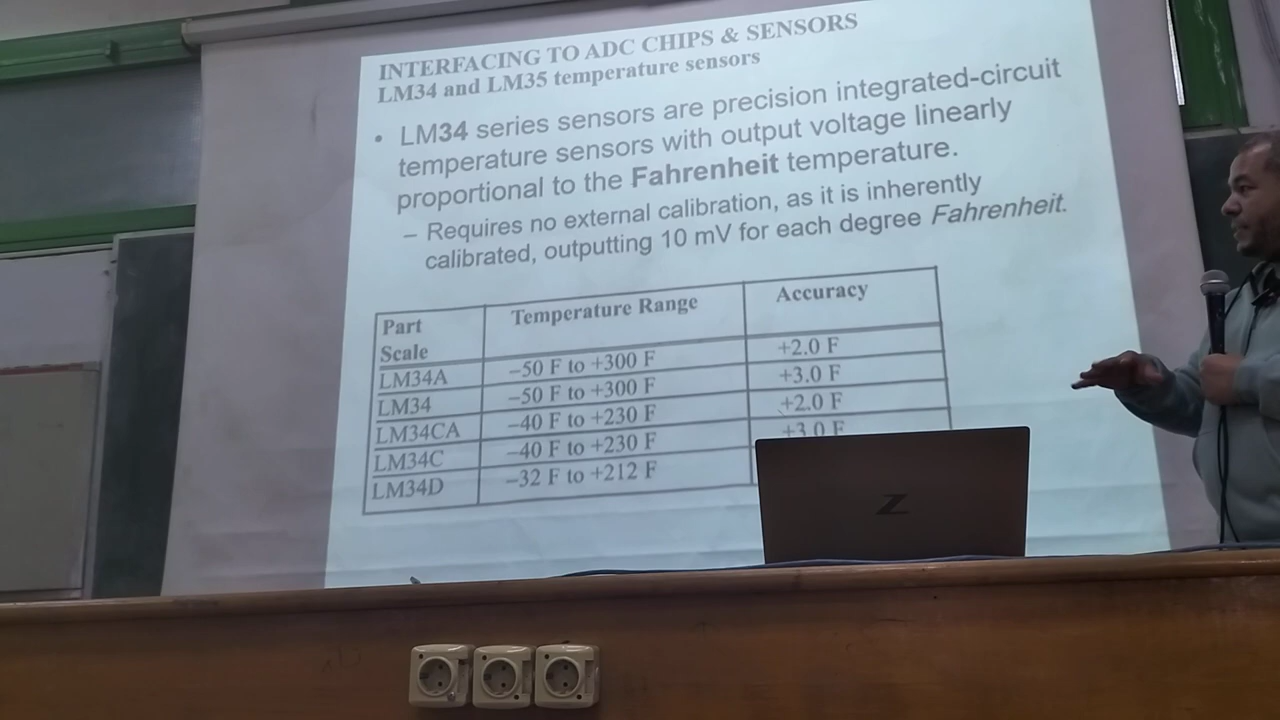 INTERFACING TO ADC CHIPS & SENSORS
LM34 and LM35 temperature sensors
• LM34 series sensors are precision integrated-circuit
temperature sensors with output voltage linearly
proportional to the Fahrenheit temperature.
– Requires no external calibration, as it is inherently
calibrated, outputting 10 mV for each degree Fahrenheit.
Part Scale Temperature Range Accuracy
LM34A –50 F to +300 F +2.0 F
LM34 –50 F to +300 F +3.0 F
LM34CA –40 F to +230 F +2.0 F
LM34C –40 F to +230 F +3.0 F
LM34D –32 F to +212 F
Z